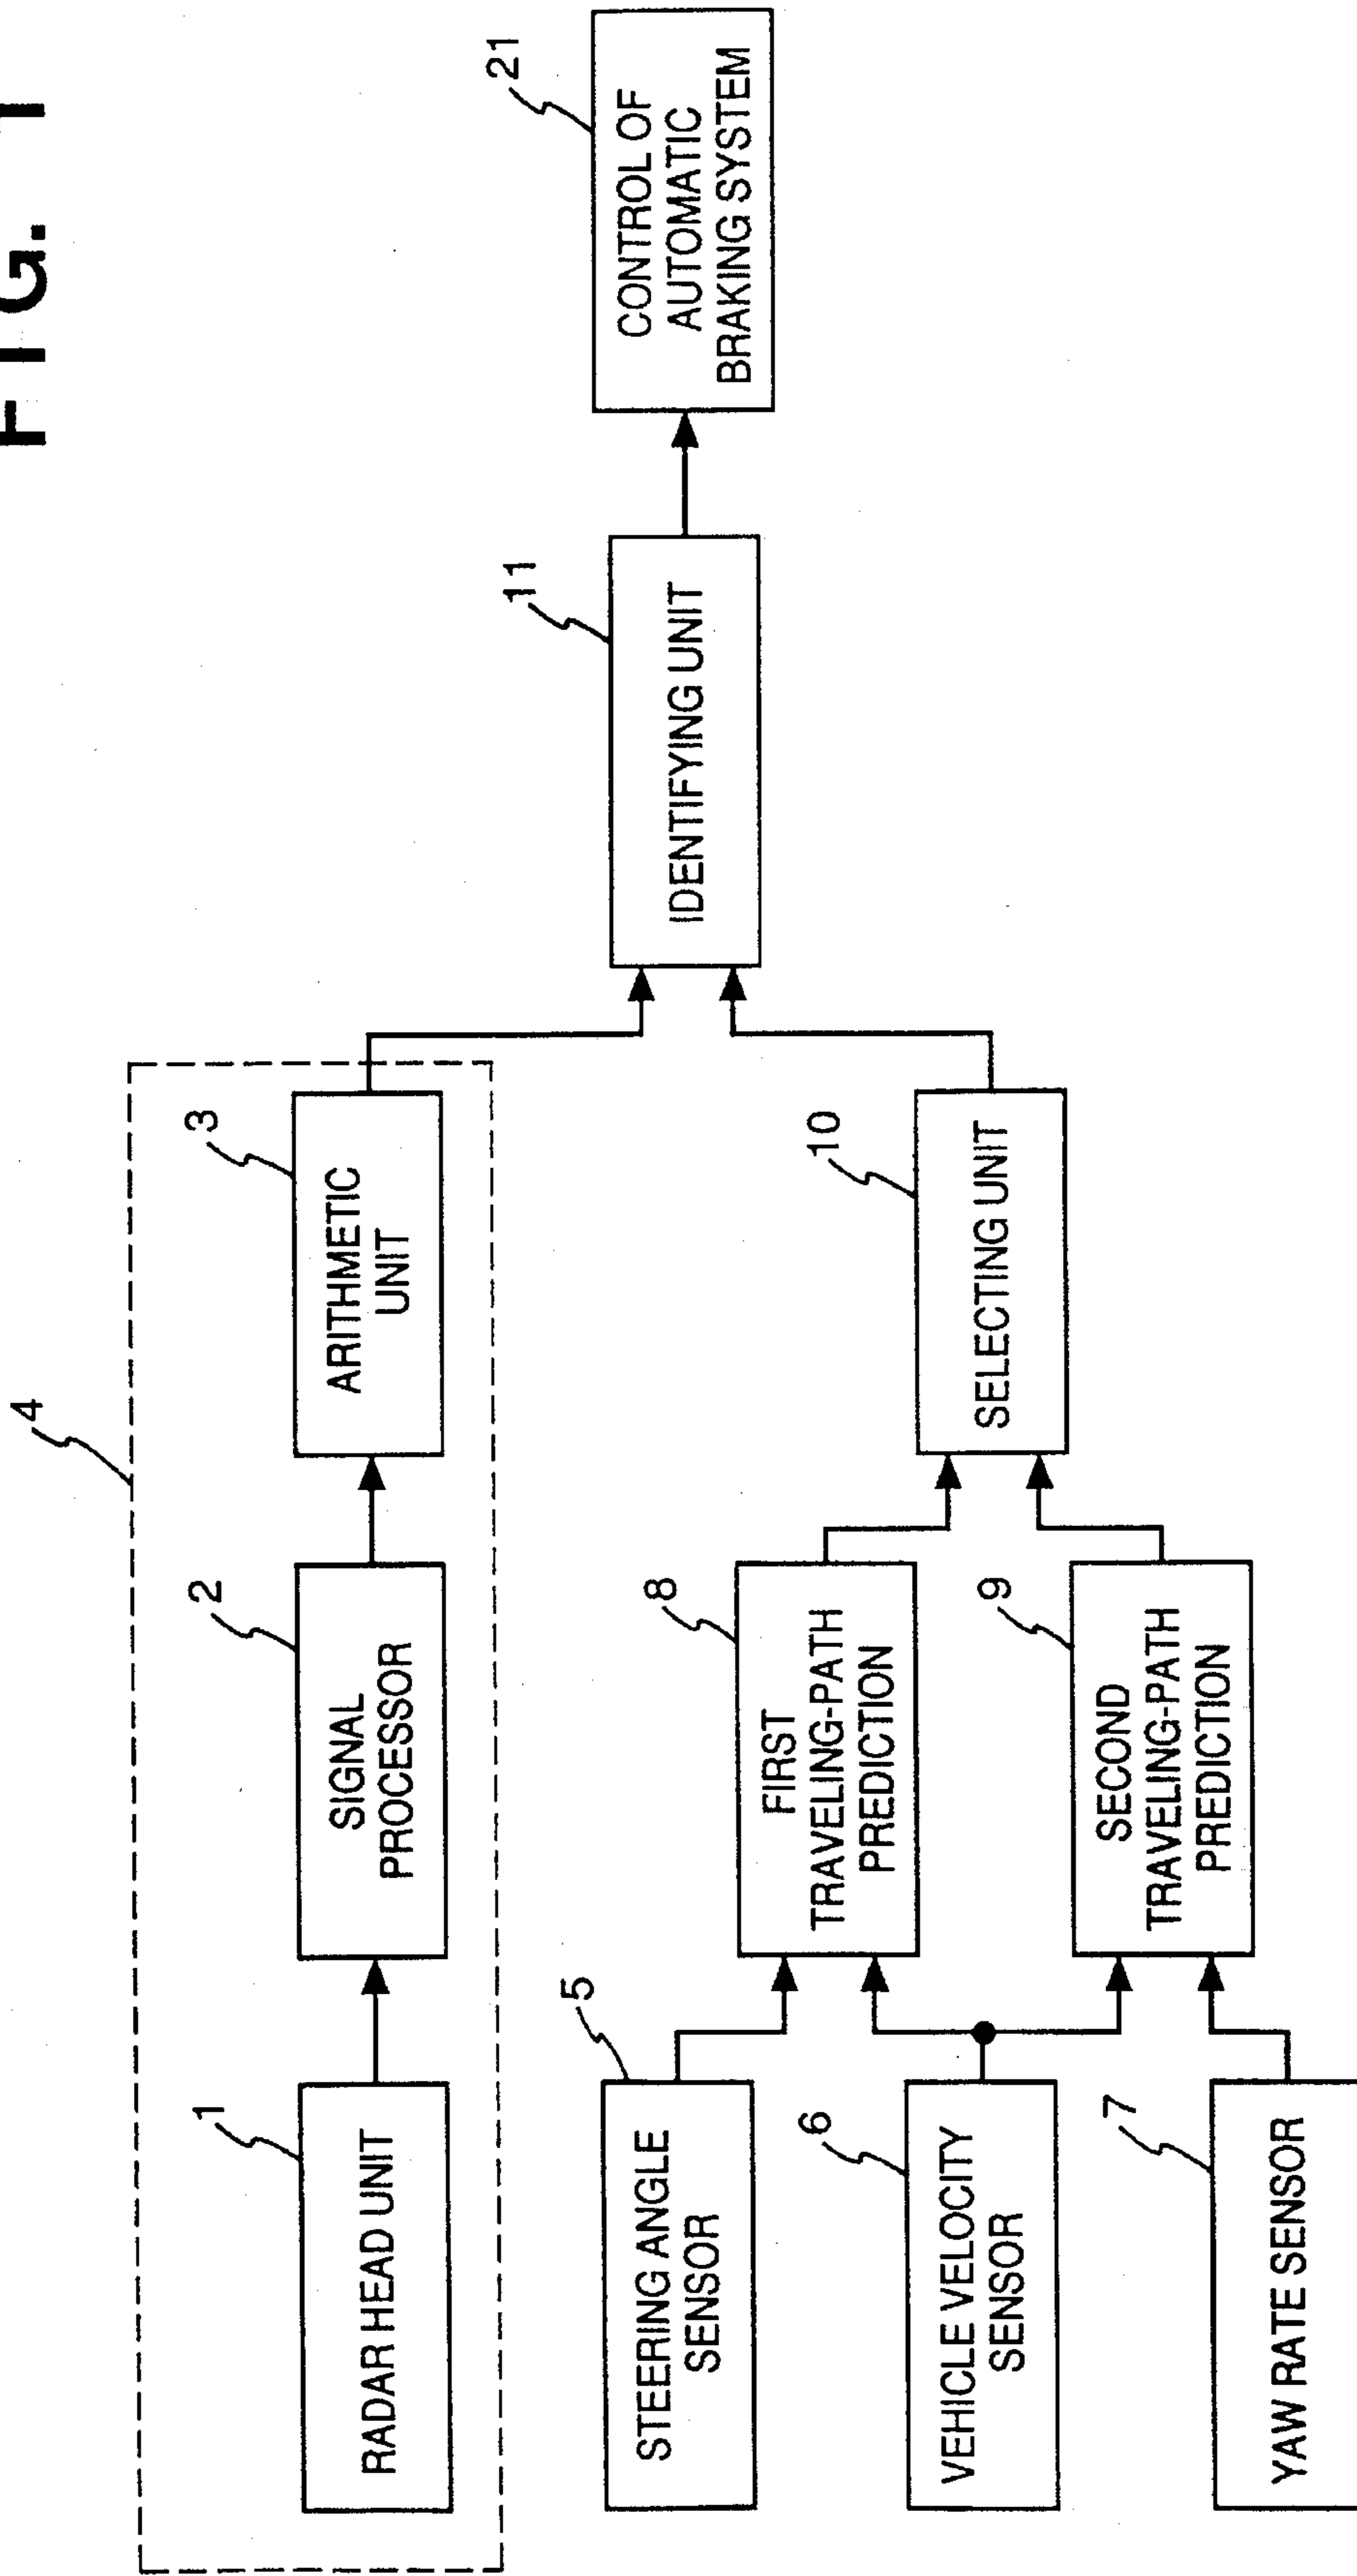 FIG. 1
4
1
RADAR HEAD UNIT
2
SIGNAL
PROCESSOR
3
ARITHMETIC
UNIT
5
STEERING ANGLE
SENSOR
6
VEHICLE VELOCITY
SENSOR
7
YAW RATE SENSOR
8
FIRST
TRAVELING-PATH
PREDICTION
9
SECOND
TRAVELING-PATH
PREDICTION
10
SELECTING UNIT
11
IDENTIFYING UNIT
21
CONTROL OF
AUTOMATIC
BRAKING SYSTEM